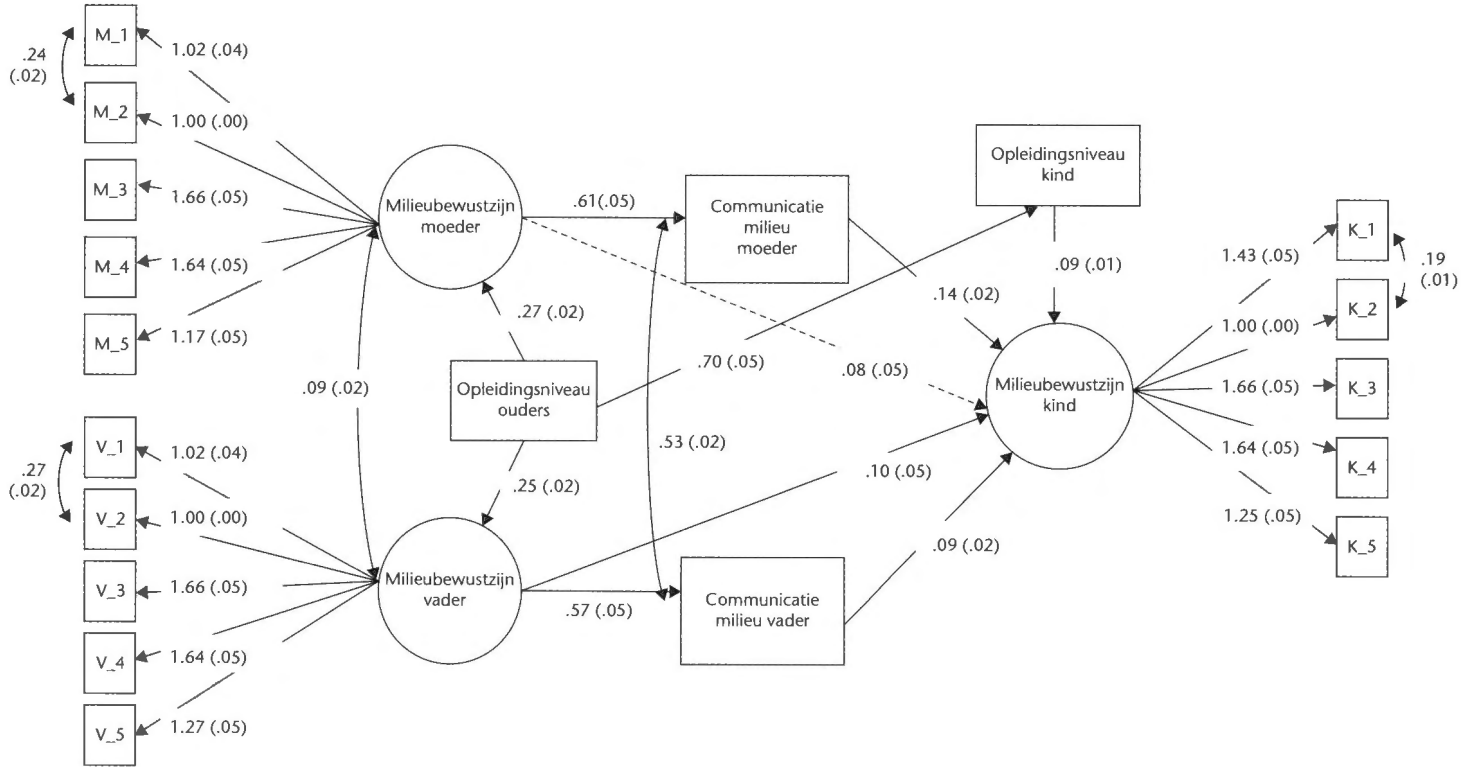 M_1
M_2
M_3
M_4
M_5
.24
(.02)
1.02 (.04)
1.00 (.00)
1.66 (.05)
1.64 (.05)
1.17 (.05)
V_1
V_2
V_3
V_4
V_5
.27
(.02)
1.02 (.04)
1.00 (.00)
1.66 (.05)
1.64 (.05)
1.27 (.05)
Milieubewustzijn
moeder
.09 (.02)
.27 (.02)
Opleidingsniveau
ouders
.25 (.02)
Milieubewustzijn
vader
.61(.05)
Communicatie
milieu
moeder
.70 (.05)
.53 (.02)
.57 (.05)
Communicatie
milieu vader
Opleidingsniveau
kind
.09 (.01)
.14 (.02)
.08 (.05)
.10 (.05)
.09 (.02)
Milieubewustzijn
kind
1.43 (.05)
1.00 (.00)
1.66 (.05)
1.64 (.05)
1.25 (.05)
K_1
K_2
K_3
K_4
K_5
.19
(.01)